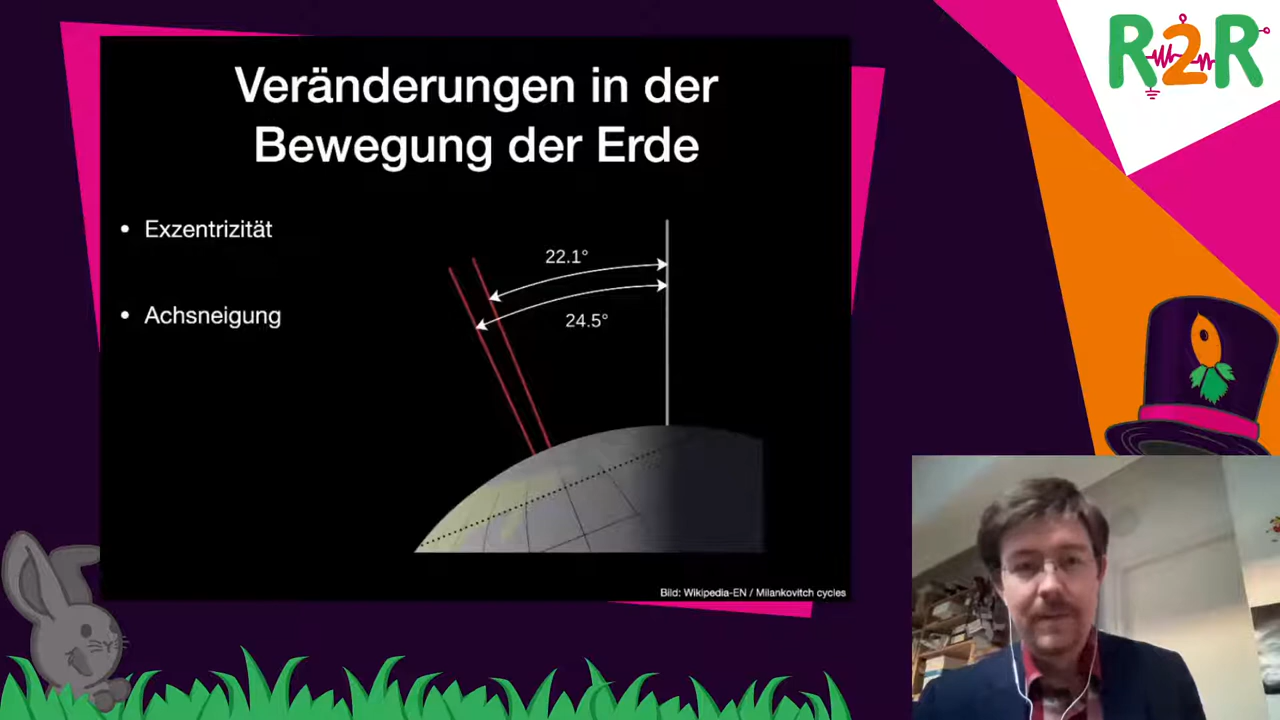 Veränderungen in der
Bewegung der Erde
• Exzentrizität
• Achsneigung
22.1°
24.5°
Bild: Wikipedia-EN / Milankovitch cycles
R2R